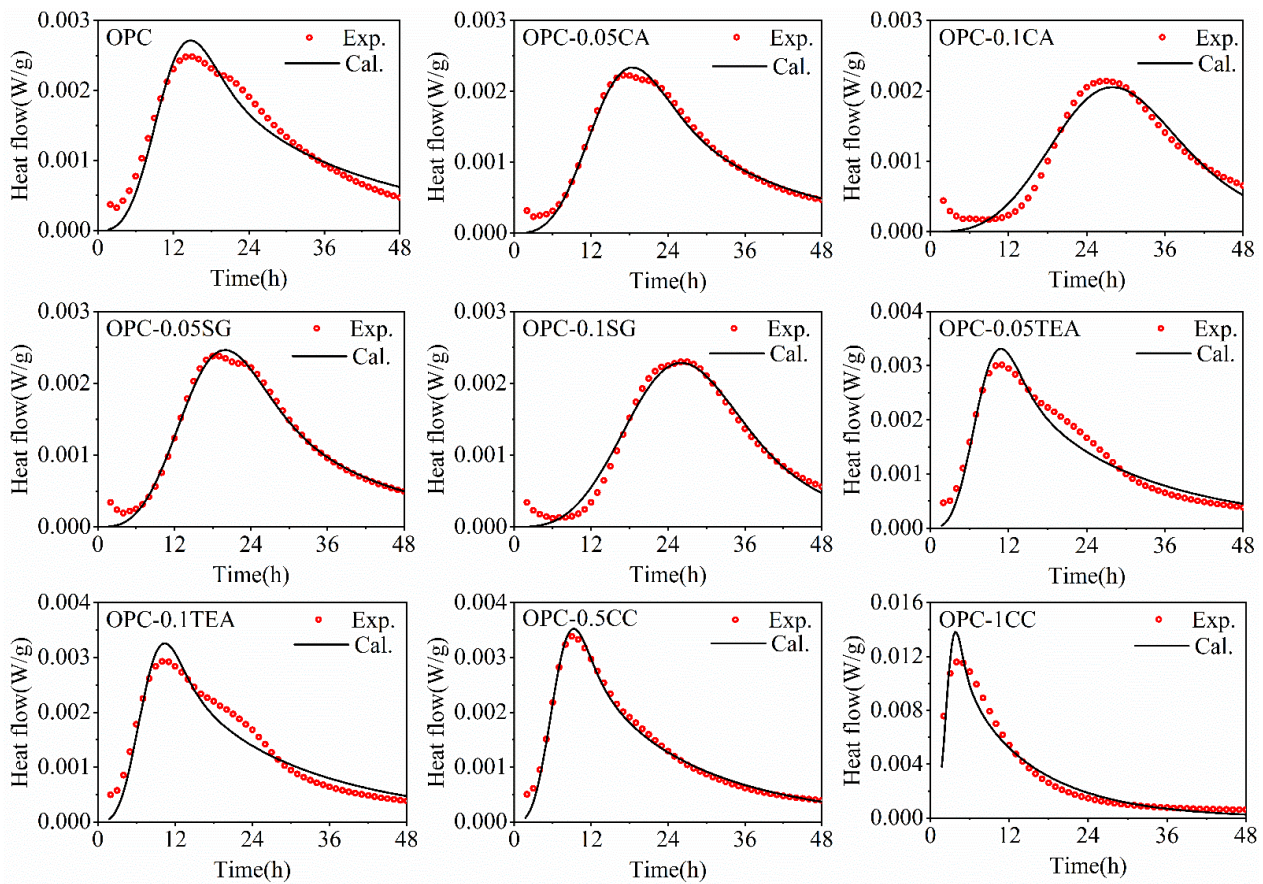 OPC
Exp.
Cal.
Heat flow(W/g)
0.003
0.002
0.001
0.000
0 12 24 36 48
Time(h)
OPC-0.05CA
Exp.
Cal.
Heat flow(W/g)
0.003
0.002
0.001
0.000
0 12 24 36 48
Time(h)
OPC-0.1CA
Exp.
Cal.
Heat flow(W/g)
0.003
0.002
0.001
0.000
0 12 24 36 48
Time(h)
OPC-0.05SG
Exp.
Cal.
Heat flow(W/g)
0.003
0.002
0.001
0.000
0 12 24 36 48
Time(h)
OPC-0.1SG
Exp.
Cal.
Heat flow(W/g)
0.003
0.002
0.001
0.000
0 12 24 36 48
Time(h)
OPC-0.05TEA
Exp.
Cal.
Heat flow(W/g)
0.004
0.003
0.002
0.001
0.000
0 12 24 36 48
Time(h)
OPC-0.1TEA
Exp.
Cal.
Heat flow(W/g)
0.004
0.003
0.002
0.001
0.000
0 12 24 36 48
Time(h)
OPC-0.5CC
Exp.
Cal.
Heat flow(W/g)
0.004
0.003
0.002
0.001
0.000
0 12 24 36 48
Time(h)
OPC-1CC
Exp.
Cal.
Heat flow(W/g)
0.016
0.012
0.008
0.004
0.000
0 12 24 36 48
Time(h)